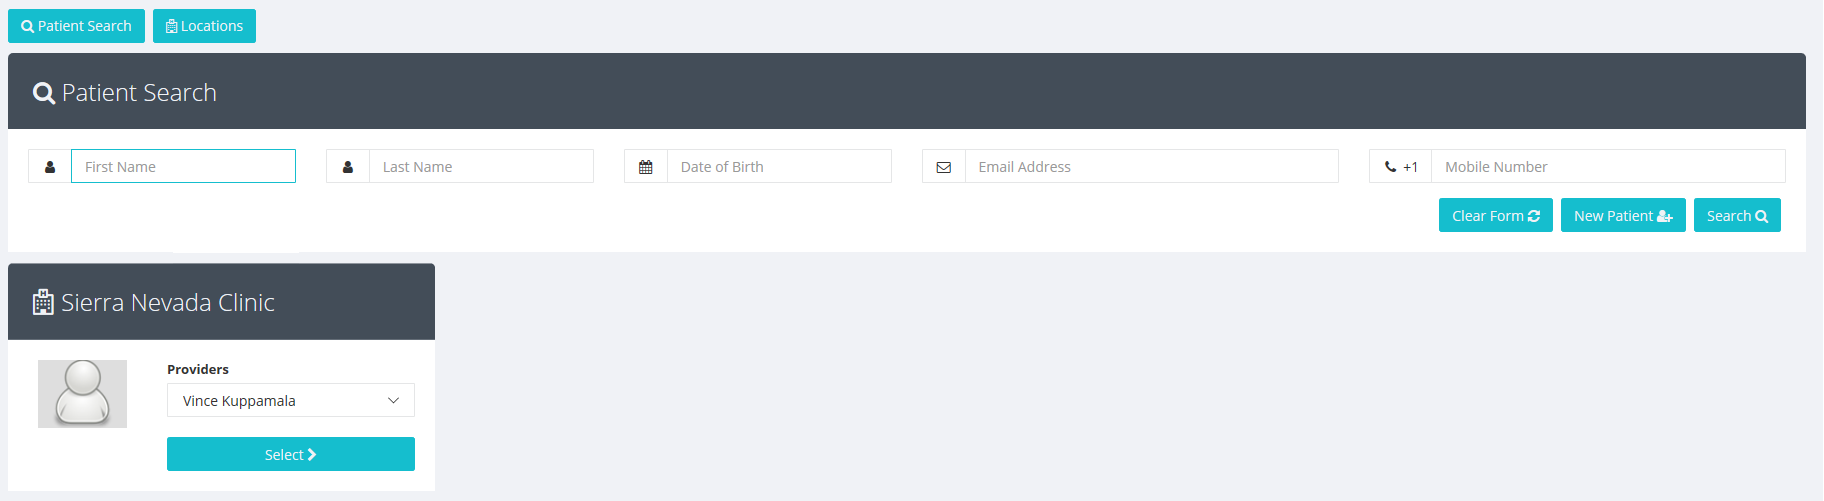 Patient Search
Locations
Patient Search
First Name
Last Name
Date of Birth
Email Address
+1
Mobile Number
Clear Form
New Patient
Search
Sierra Nevada Clinic
Providers
Vince Kuppamala
Select